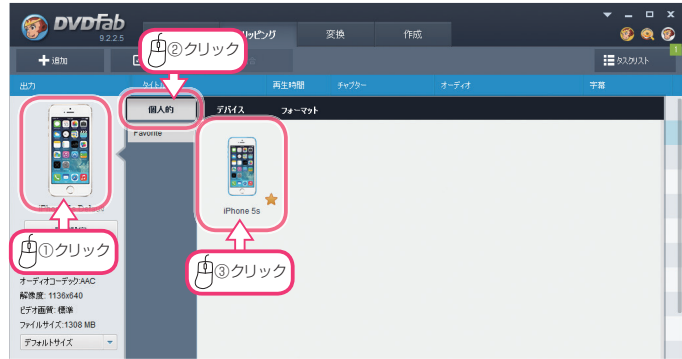 DVDFab
9.2.2.5
リッピング
変換
作成
追加
タスクリスト
1
②クリック
出力
タイトル
再生時間
チャプター
オーディオ
字幕
個人的
デバイス
フォーマット
Favorite
iPhone 5s
①クリック
③クリック
オーディオコーデック:AAC
解像度: 1136x640
ビデオ画質: 標準
ファイルサイズ:1308 MB
デフォルトサイズ